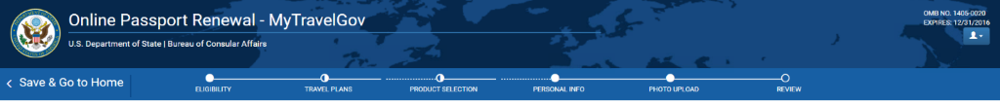 Online Passport Renewal - MyTravelGov
U.S. Department of State | Bureau of Consular Affairs
OMB NO. 1405-0020
EXPIRES: 12/31/2016
Save & Go to Home
ELIGIBILITY
TRAVEL PLANS
PRODUCT SELECTION
PERSONAL INFO
PHOTO UPLOAD
REVIEW